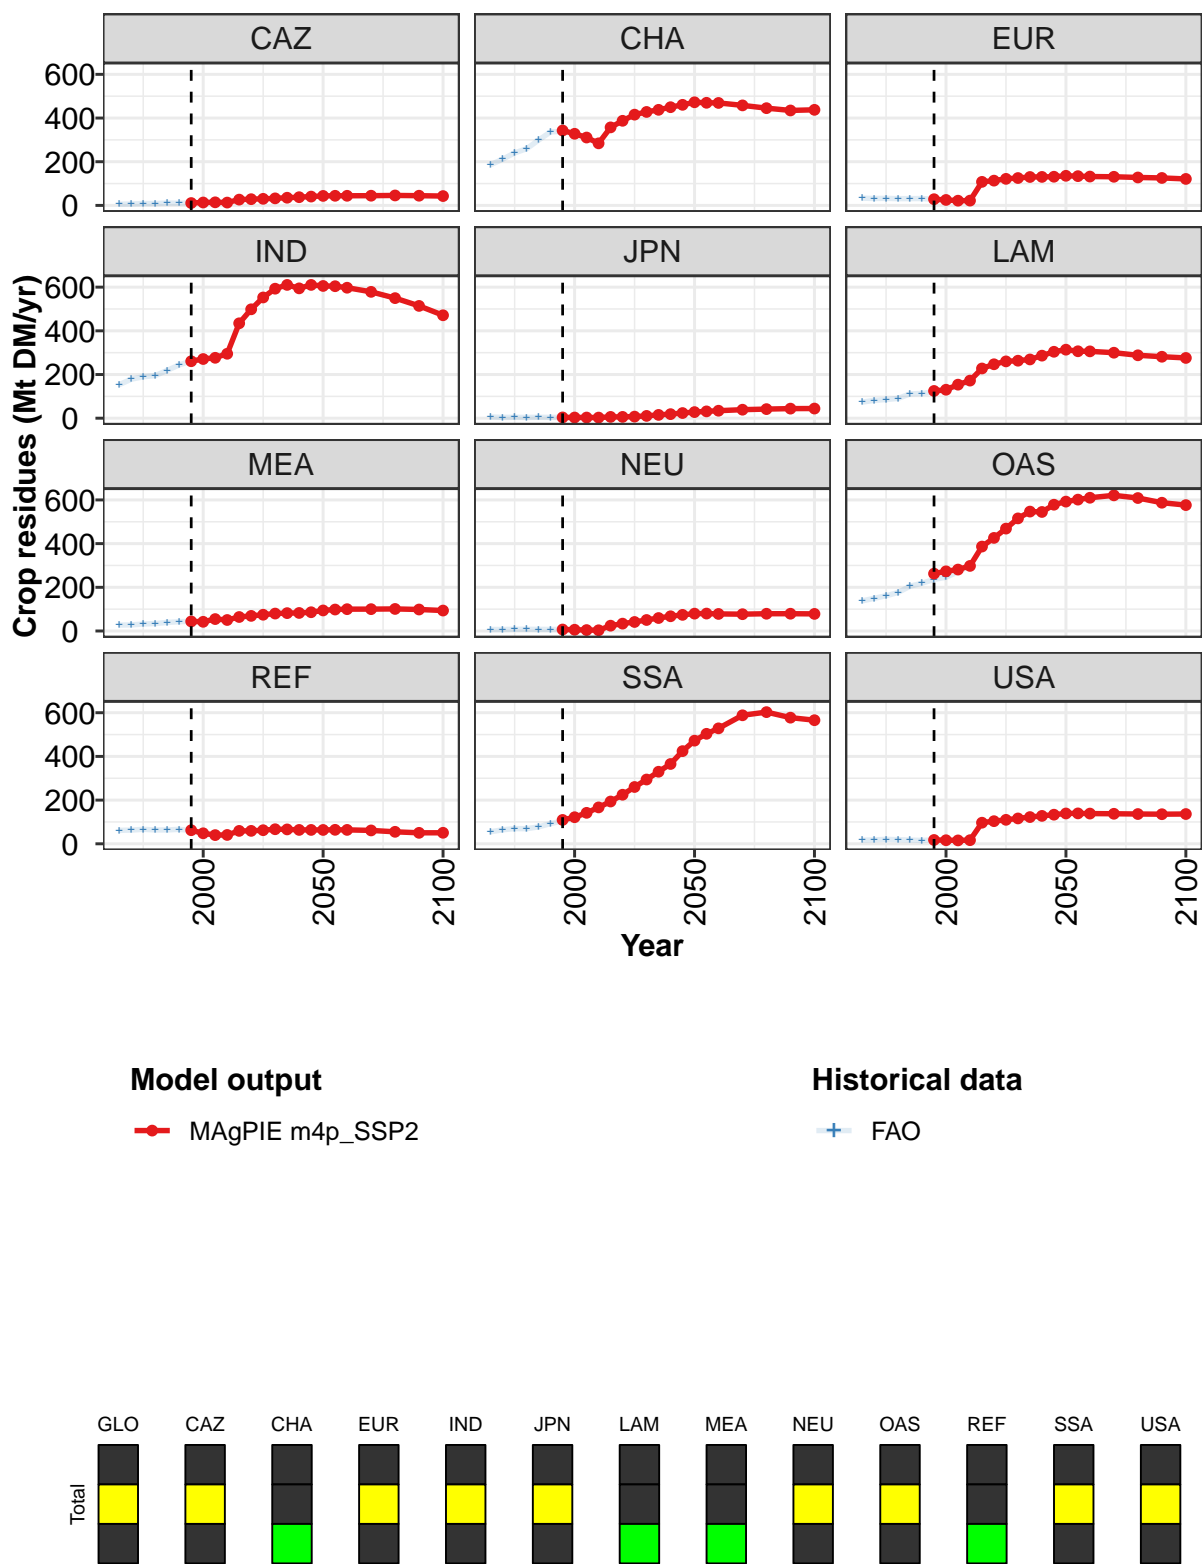 CAZ CHA EUR
600
400
200
0
IND JPN LAM
600
400
200
0
MEA NEU OAS
600
400
200
0
REF SSA USA
600
400
200
0
Crop residues (Mt DM/yr)
2000 2050 2100 2000 2050 2100 2000 2050 2100
Year
Model output Historical data
MAgPIE m4p_SSP2 FAO
GLO CAZ CHA EUR IND JPN LAM MEA NEU OAS REF SSA USA
Total